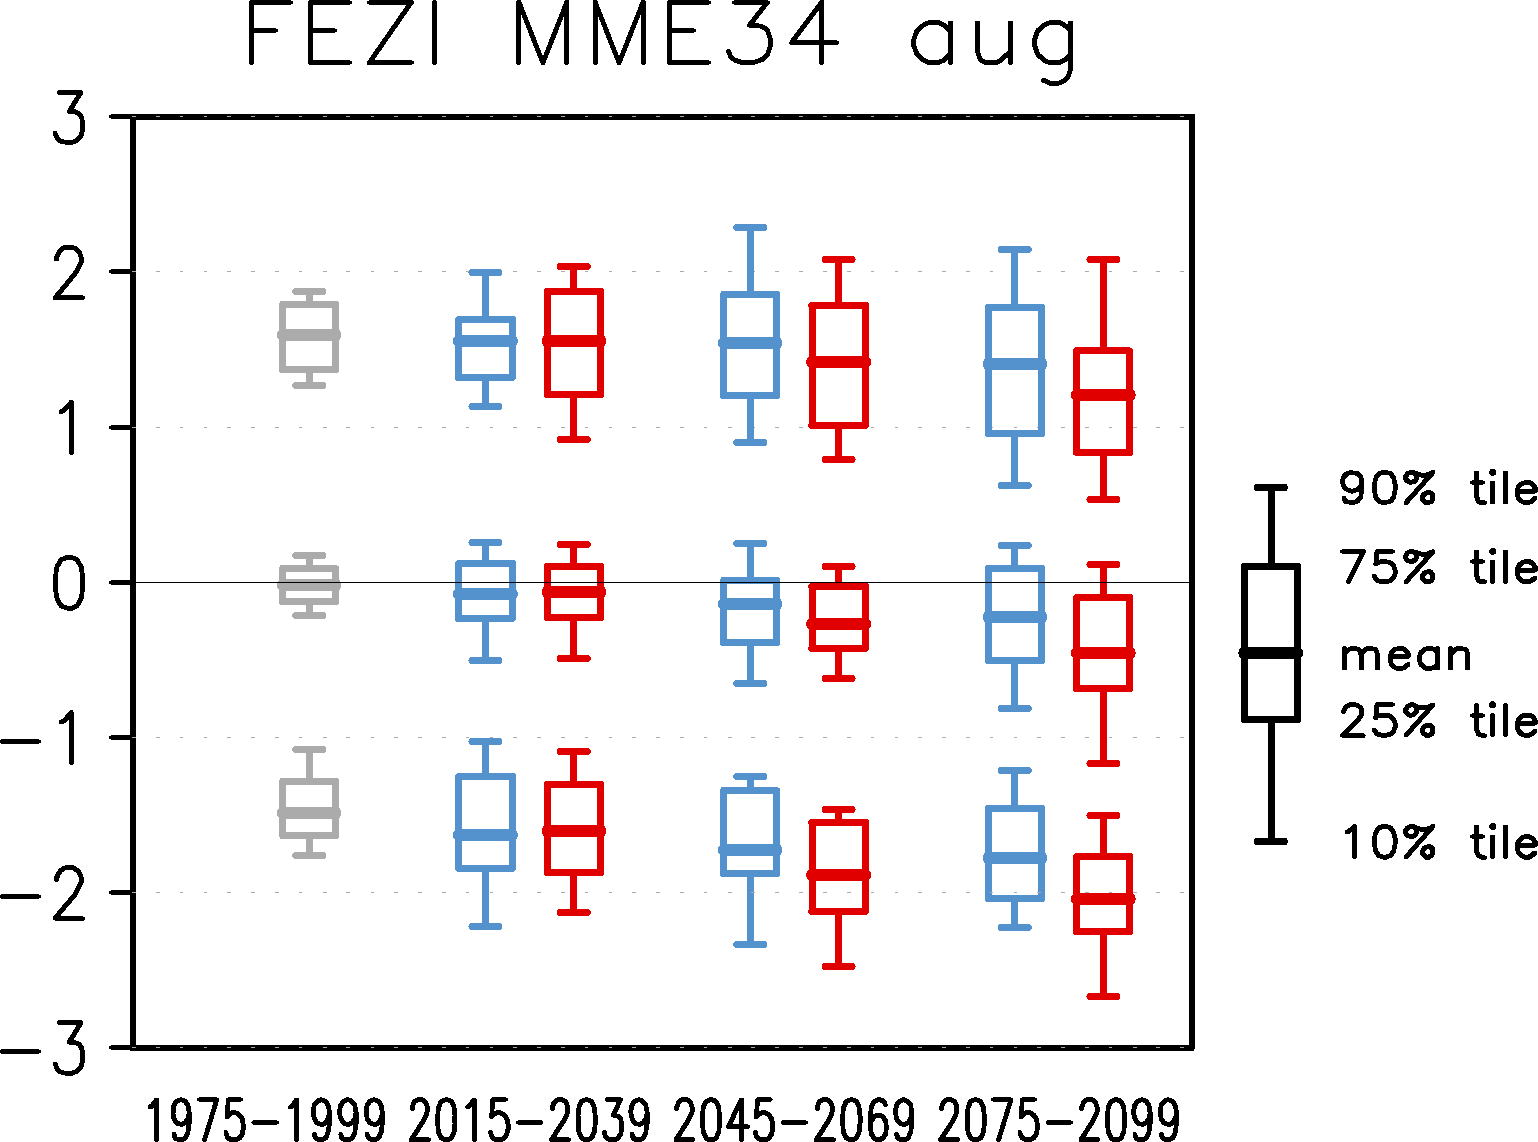 FEZI MME34 aug
3
2
1
0
−1
−2
−3
1975−1999 2015−2039 2045−2069 2075−2099
90% tile
75% tile
mean
25% tile
10% tile